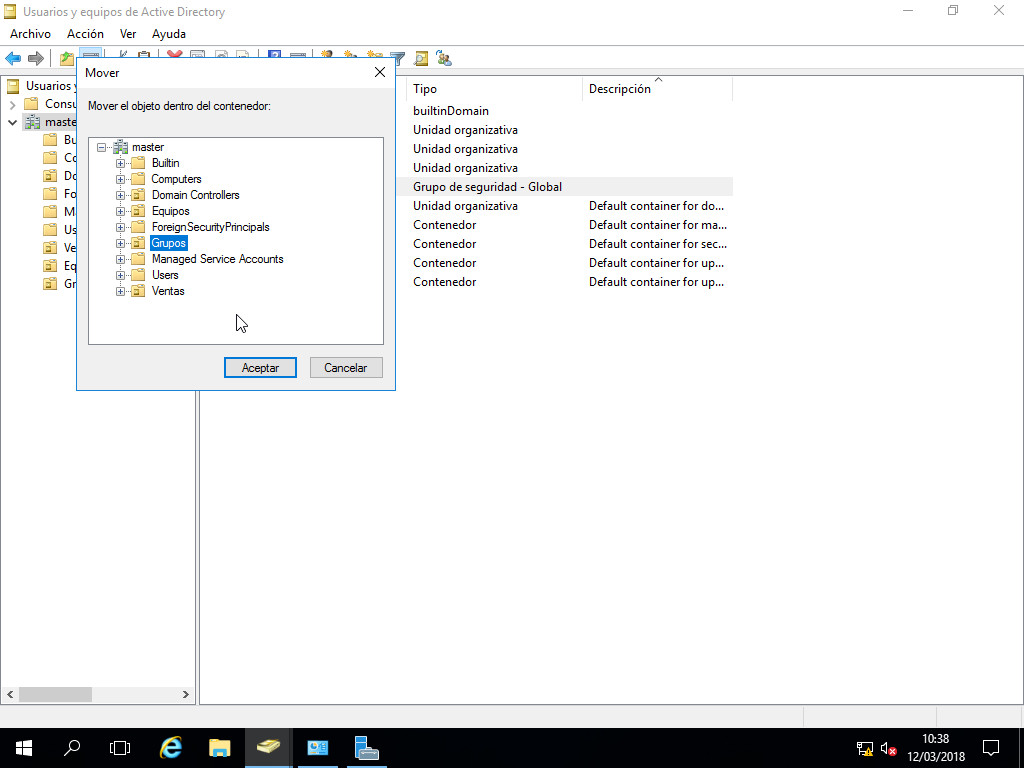 Usuarios y equipos de Active Directory
Archivo Acción Ver Ayuda
Mover
Mover el objeto dentro del contenedor:
master
Builtin
Computers
Domain Controllers
Equipos
ForeignSecurityPrincipals
Grupos
Managed Service Accounts
Users
Ventas
Aceptar Cancelar
Usuarios y
Consu
maste
Bu
Co
Do
Fo
M
Us
Ve
Eq
Gr
Tipo Descripción
builtinDomain
Unidad organizativa
Unidad organizativa
Unidad organizativa
Grupo de seguridad - Global
Unidad organizativa Default container for do...
Contenedor Default container for ma...
Contenedor Default container for sec...
Contenedor Default container for up...
Contenedor Default container for up...
10:38
12/03/2018